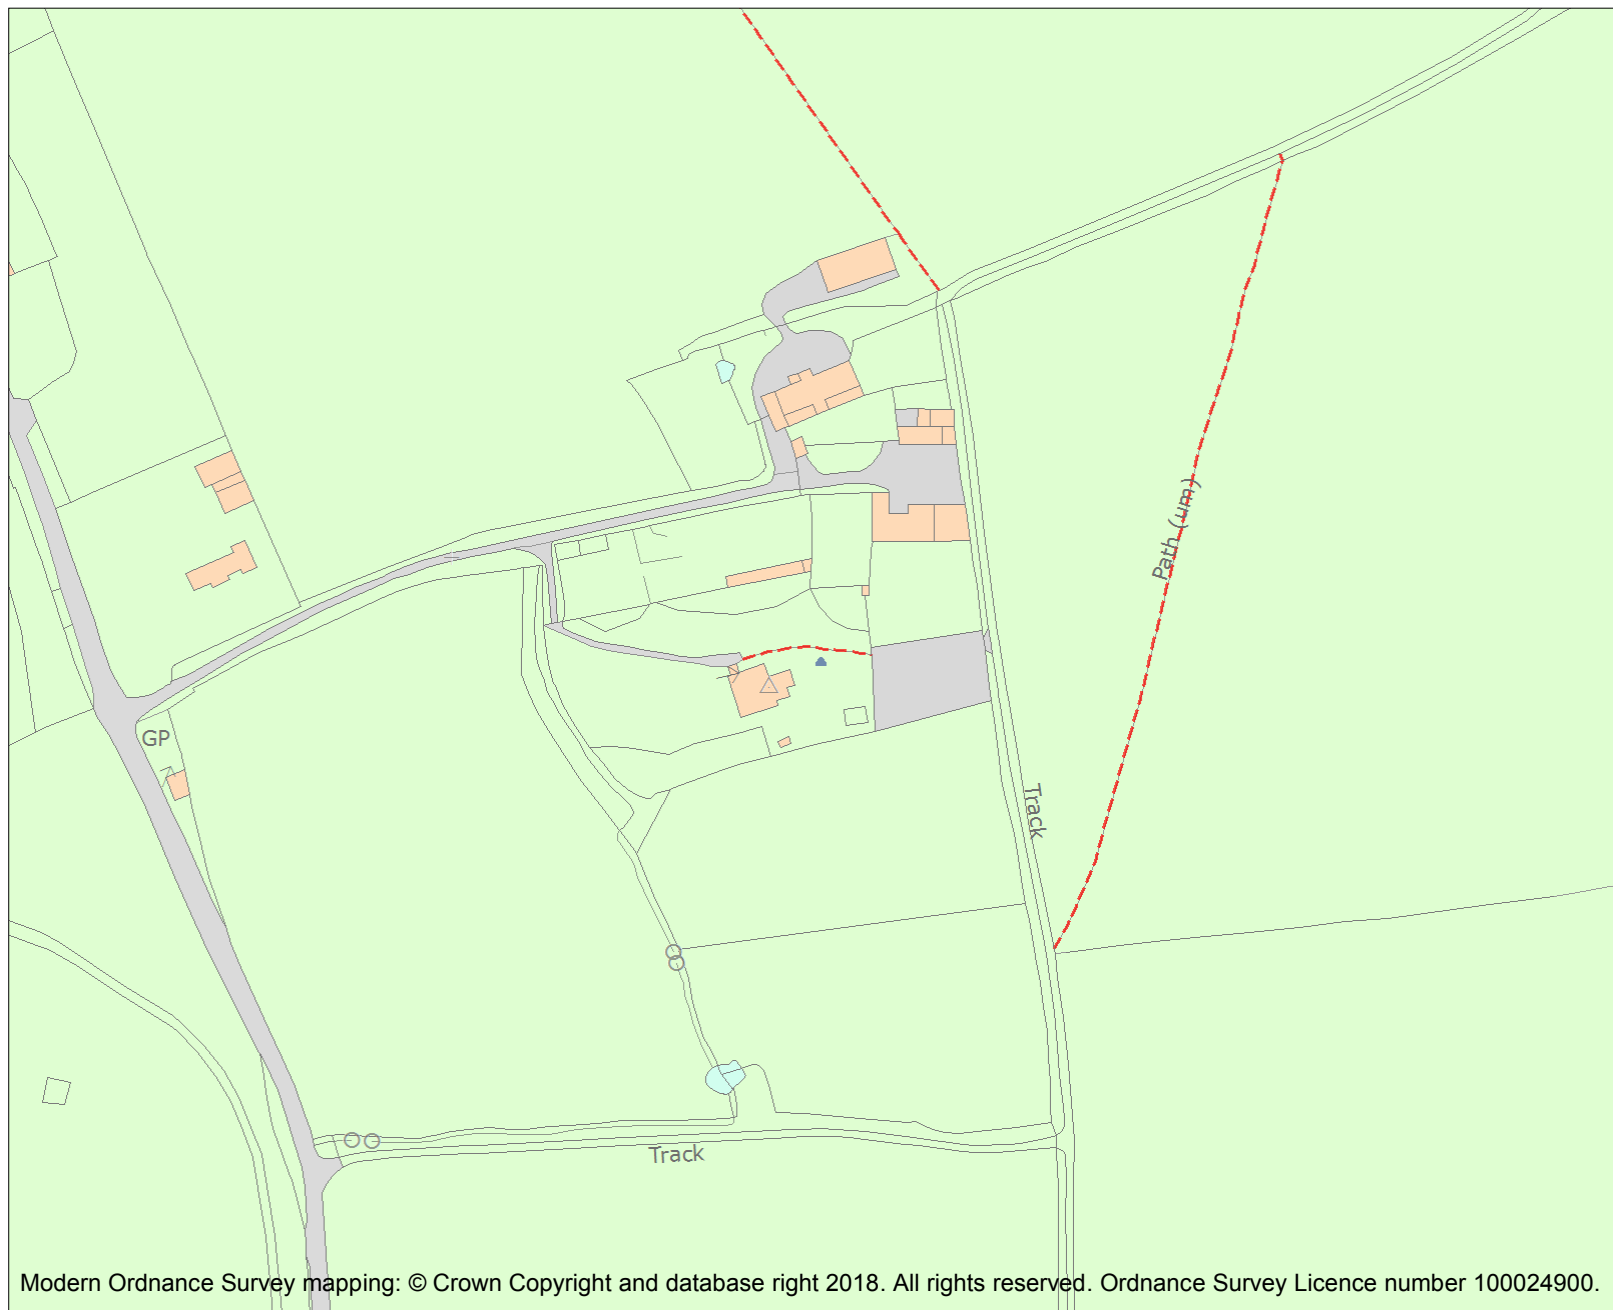 Path (um)
GP
Track
Track
Modern Ordnance Survey mapping: © Crown Copyright and database right 2018. All rights reserved. Ordnance Survey Licence number 100024900.